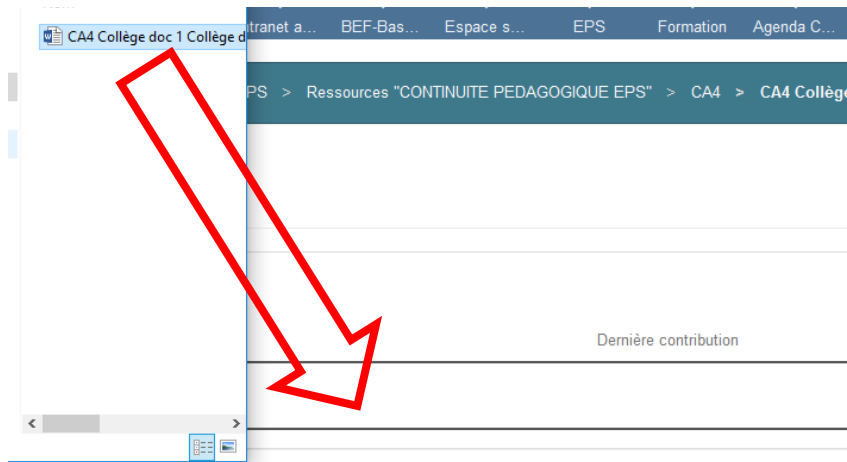 CA4 Collège doc 1 Collège d
tranet a... BEF-Bas... Espace s... EPS Formation Agenda C...
PS > Ressources "CONTINUITE PEDAGOGIQUE EPS" > CA4 > CA4 Collège
Dernière contribution